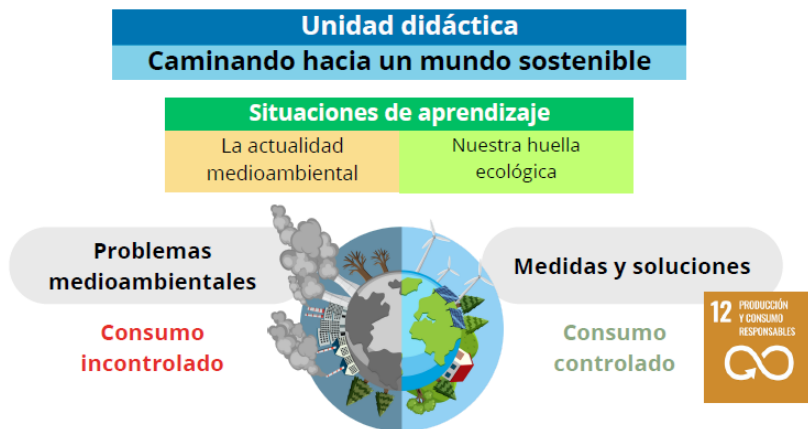 Unidad didáctica
Caminando hacia un mundo sostenible
Situaciones de aprendizaje
La actualidad
medioambiental
Nuestra huella
ecológica
Problemas
medioambientales
Consumo
incontrolado
Medidas y soluciones
Consumo
controlado
12 PRODUCCIÓN
Y CONSUMO
RESPONSABLES